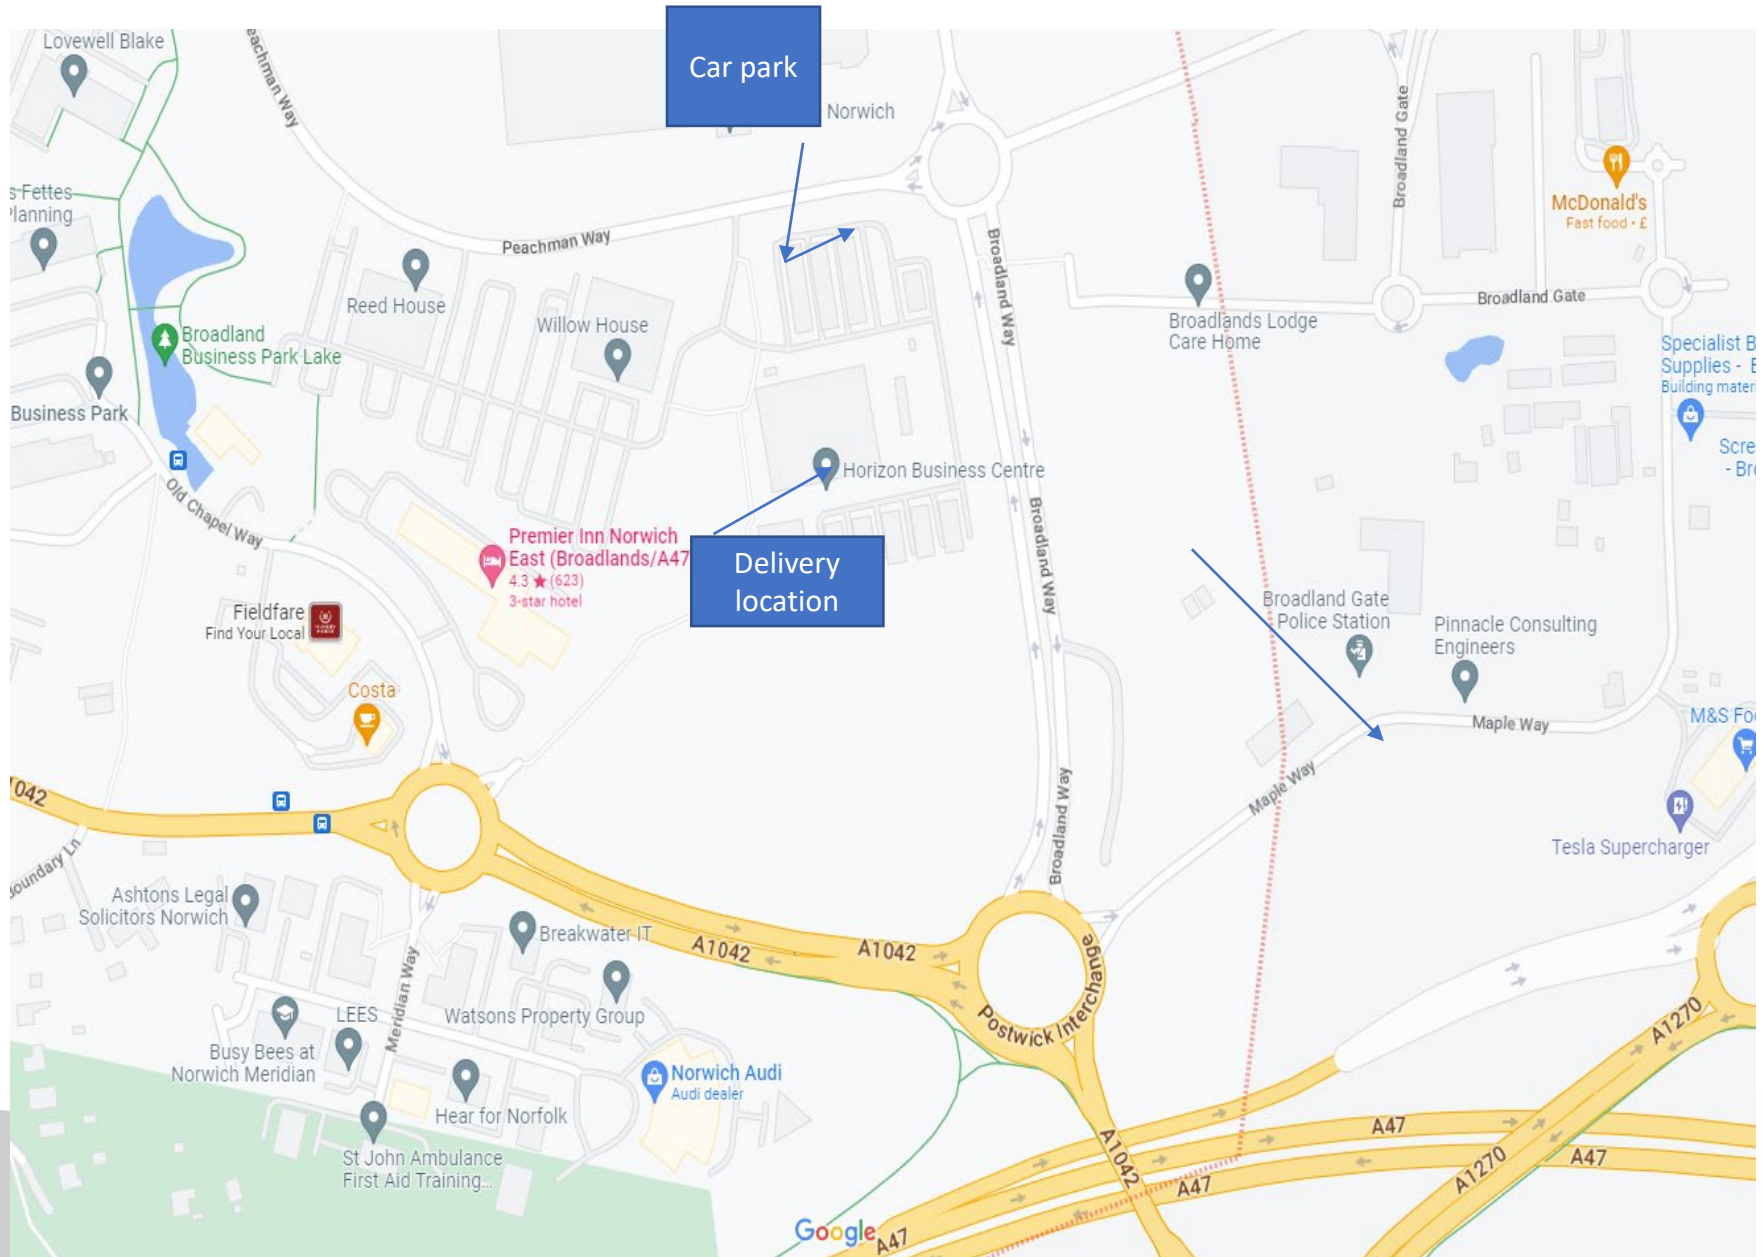 Lovewell Blake
Peachman Way
Car park
Norwich
Broadland Gate
s Fettes
Planning
McDonald's
Fast food · £
Peachman Way
Broadland Way
Reed House
Willow House
Broadland Gate
Broadlands Lodge
Care Home
Broadland
Business Park Lake
Specialist B
Supplies - E
Building mater
Business Park
Scre
- Bro
Horizon Business Centre
Old Chapel Way
Broadland Way
Premier Inn Norwich
East (Broadlands/A47
4.3 ★ (623)
3-star hotel
Delivery
location
Fieldfare
Find Your Local
Broadland Gate
Police Station
Pinnacle Consulting
Engineers
Costa
Maple Way
M&S Foo
Maple Way
1042
Broadland Way
Tesla Supercharger
oundary Ln
Ashtons Legal
Solicitors Norwich
Breakwater IT
A1042
A1042
Meridian Way
Postwick Interchange
LEES
Watsons Property Group
A1270
Busy Bees at
Norwich Meridian
Norwich Audi
Audi dealer
Hear for Norfolk
St John Ambulance
First Aid Training...
A1042
A47
A1270
A47
A47
Google
A47